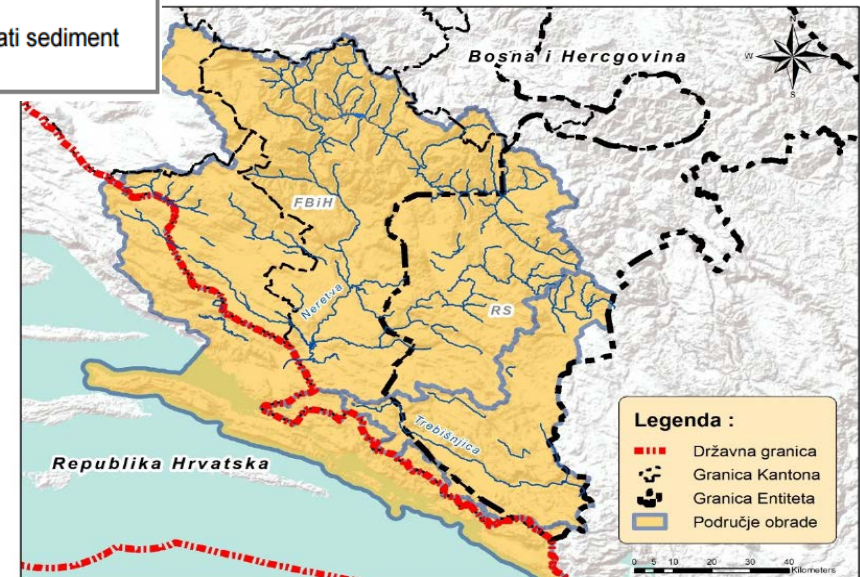 ati sediment
Bosna i Hercgovina
N
W
S
FBiH
Neretva
RS
Trebišnjica
Republika Hrvatska
Legenda :
Državna granica
Granica Kantona
Granica Entiteta
Područje obrade
0 5 10 20 30 40
Kilometers